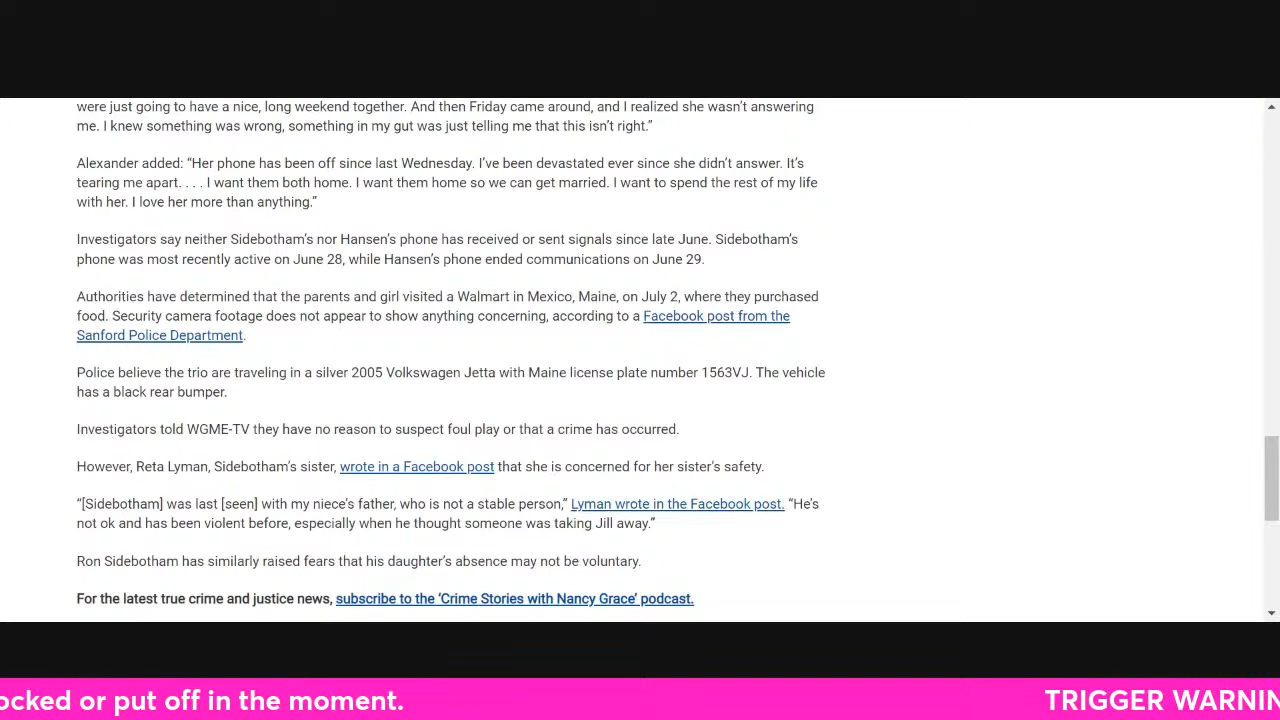 were just going to have a nice, long weekend together. And then Friday came around, and I realized she wasn’t answering
me. I knew something was wrong, something in my gut was just telling me that this isn’t right.”
Alexander added: “Her phone has been off since last Wednesday. I’ve been devastated ever since she didn’t answer. It’s
tearing me apart. . . . I want them both home. I want them home so we can get married. I want to spend the rest of my life
with her. I love her more than anything.”
Investigators say neither Sidebotham’s nor Hansen’s phone has received or sent signals since late June. Sidebotham’s
phone was most recently active on June 28, while Hansen’s phone ended communications on June 29.
Authorities have determined that the parents and girl visited a Walmart in Mexico, Maine, on July 2, where they purchased
food. Security camera footage does not appear to show anything concerning, according to a Facebook post from the
Sanford Police Department.
Police believe the trio are traveling in a silver 2005 Volkswagen Jetta with Maine license plate number 1563VJ. The vehicle
has a black rear bumper.
Investigators told WGME-TV they have no reason to suspect foul play or that a crime has occurred.
However, Reta Lyman, Sidebotham’s sister, wrote in a Facebook post that she is concerned for her sister’s safety.
“[Sidebotham] was last [seen] with my niece’s father, who is not a stable person,” Lyman wrote in the Facebook post. “He’s
not ok and has been violent before, especially when he thought someone was taking Jill away.”
Ron Sidebotham has similarly raised fears that his daughter’s absence may not be voluntary.
For the latest true crime and justice news, subscribe to the ‘Crime Stories with Nancy Grace’ podcast.
ocked or put off in the moment. TRIGGER WARNIN